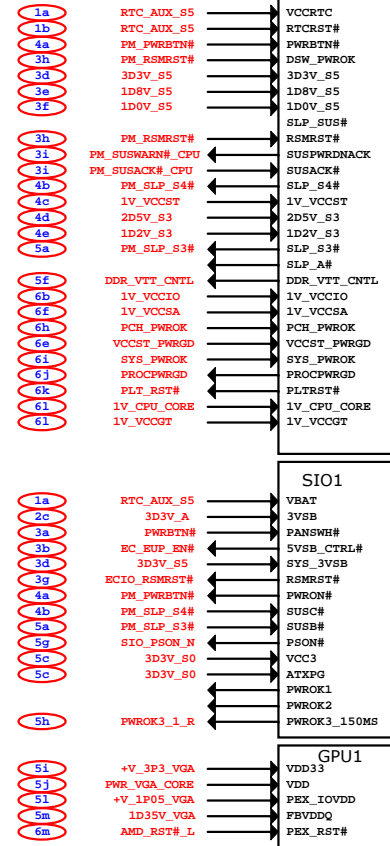 1a RTC_AUX_S5 VCCRTC
1b RTC_AUX_S5 RTCRST#
4a PM_PWRBTN# PWRBTN#
3h PM_RSMRST# DSW_PWROK
3d 3D3V_S5 3D3V_S5
3e 1D8V_S5 1D8V_S5
3f 1D0V_S5 1D0V_S5
SLP_SUS#
3h PM_RSMRST# RSMRST#
3i PM_SUSWARN#_CPU SUSPWRDNACK
3i PM_SUSACK#_CPU SUSACK#
4b PM_SLP_S4# SLP_S4#
4c 1V_VCCST 1V_VCCST
4d 2D5V_S3 2D5V_S3
4e 1D2V_S3 1D2V_S3
5a PM_SLP_S3# SLP_S3#
SLP_A#
5f DDR_VTT_CNTL DDR_VTT_CNTL
6b 1V_VCCIO 1V_VCCIO
6f 1V_VCCSA 1V_VCCSA
6h PCH_PWROK PCH_PWROK
6e VCCST_PWRGD VCCST_PWRGD
6i SYS_PWROK SYS_PWROK
6j PROCPWRGD PROCPWRGD
6k PLT_RST# PLTRST#
6l 1V_CPU_CORE 1V_CPU_CORE
6l 1V_VCCGT 1V_VCCGT
SIO1
1a RTC_AUX_S5 VBAT
2c 3D3V_A 3VSB
3a PWRBTN# PANSWH#
3b EC_EUP_EN# 5VSB_CTRL#
3d 3D3V_S5 SYS_3VSB
3g ECIO_RSMRST# RSMRST#
4a PM_PWRBTN# PWRON#
4b PM_SLP_S4# SUSC#
5a PM_SLP_S3# SUSB#
5g SIO_PSON_N PSON#
5c 3D3V_S0 VCC3
5c 3D3V_S0 ATXPG
PWROK1
PWROK2
5h PWROK3_1_R PWROK3_150MS
GPU1
5i +V_3P3_VGA VDD33
5j PWR_VGA_CORE VDD
5l +V_1P05_VGA PEX_IOVDD
5m 1D35V_VGA FBVDDQ
6m AMD_RST#_L PEX_RST#